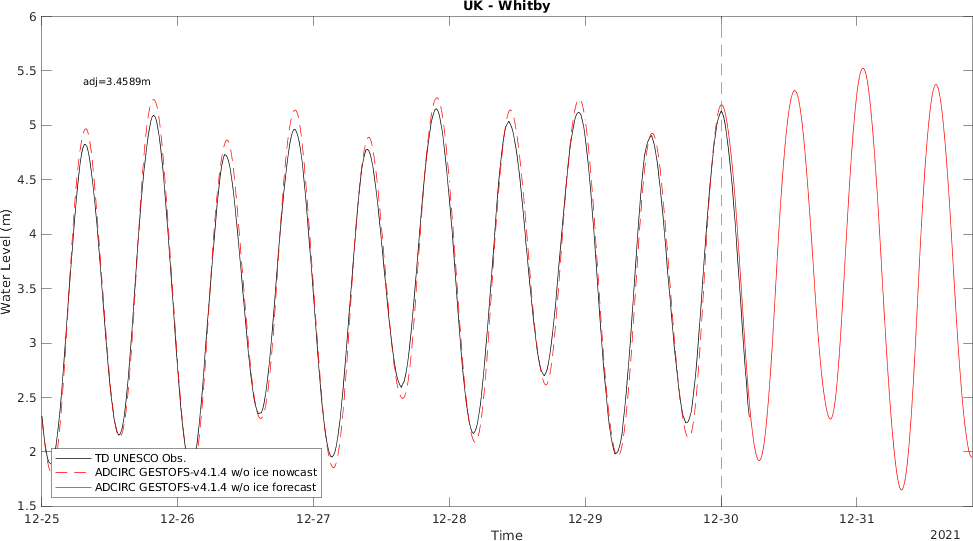 UK - Whitby
adj=3.4589m
Water Level (m)
6
5.5
5
4.5
4
3.5
3
2.5
2
1.5
TD UNESCO Obs.
ADCIRC GESTOFS-v4.1.4 w/o ice nowcast
ADCIRC GESTOFS-v4.1.4 w/o ice forecast
12-25 12-26 12-27 12-28 12-29 12-30 12-31
Time
2021